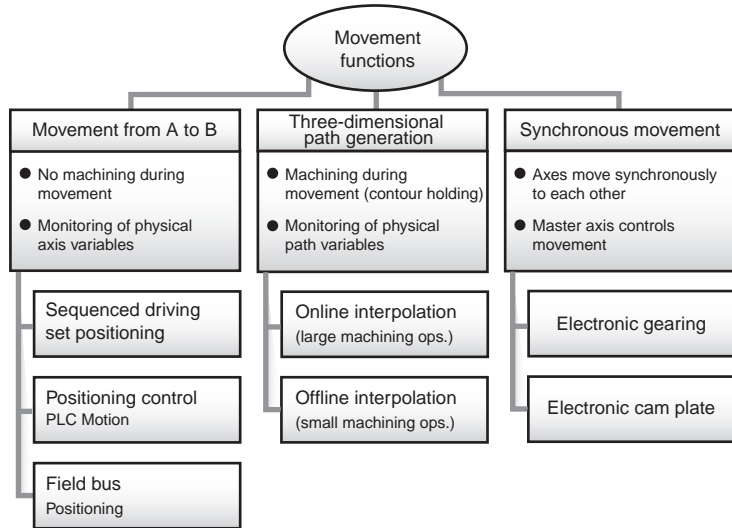 Movement
functions
Movement from A to B
● No machining during
movement
● Monitoring of physical
axis variables
Sequenced driving
set positioning
Positioning control
PLC Motion
Field bus
Positioning
Three-dimensional
path generation
● Machining during
movement (contour holding)
● Monitoring of physical
path variables
Online interpolation
(large machining ops.)
Offline interpolation
(small machining ops.)
Synchronous movement
● Axes move synchronously
to each other
● Master axis controls
movement
Electronic gearing
Electronic cam plate